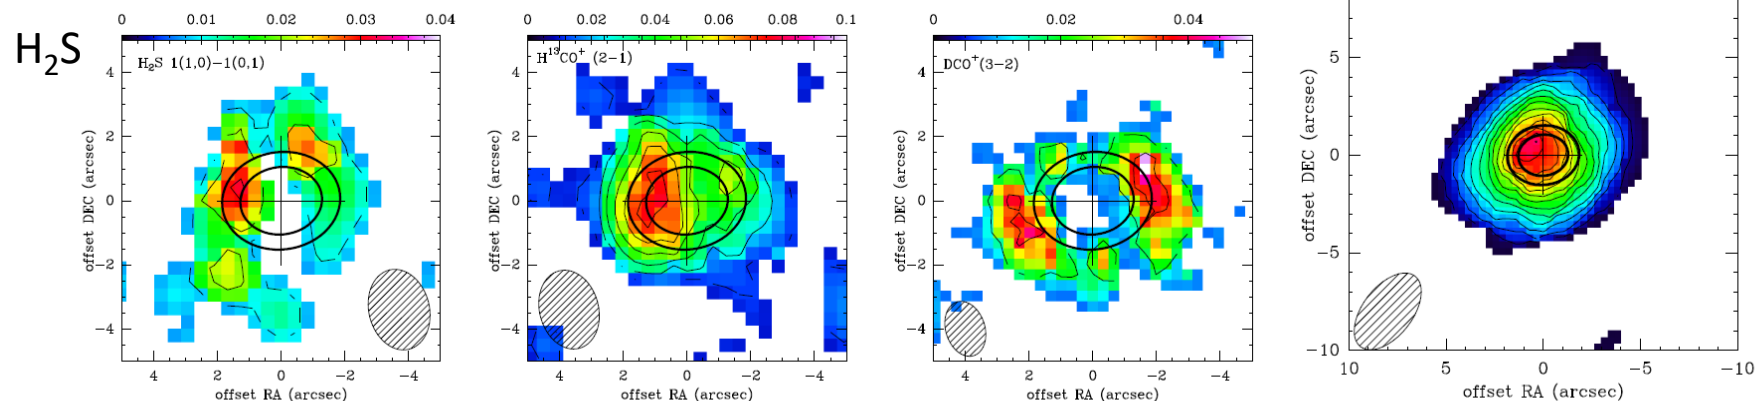 H₂S
0 0.01 0.02 0.03 0.04
H₂S 1(1,0)−1(0,1)
offset DEC (arcsec)
4
2
0
−2
−4
4 2 0 −2 −4
offset RA (arcsec)
0 0.02 0.04 0.06 0.08 0.1
H¹³CO⁺ (2−1)
offset DEC (arcsec)
4
2
0
−2
−4
4 2 0 −2 −4
offset RA (arcsec)
0 0.02 0.04
DCO⁺(3−2)
offset DEC (arcsec)
4
2
0
−2
−4
4 2 0 −2 −4
offset RA (arcsec)
offset DEC (arcsec)
5
0
−5
−10
10 5 0 −5 −10
offset RA (arcsec)